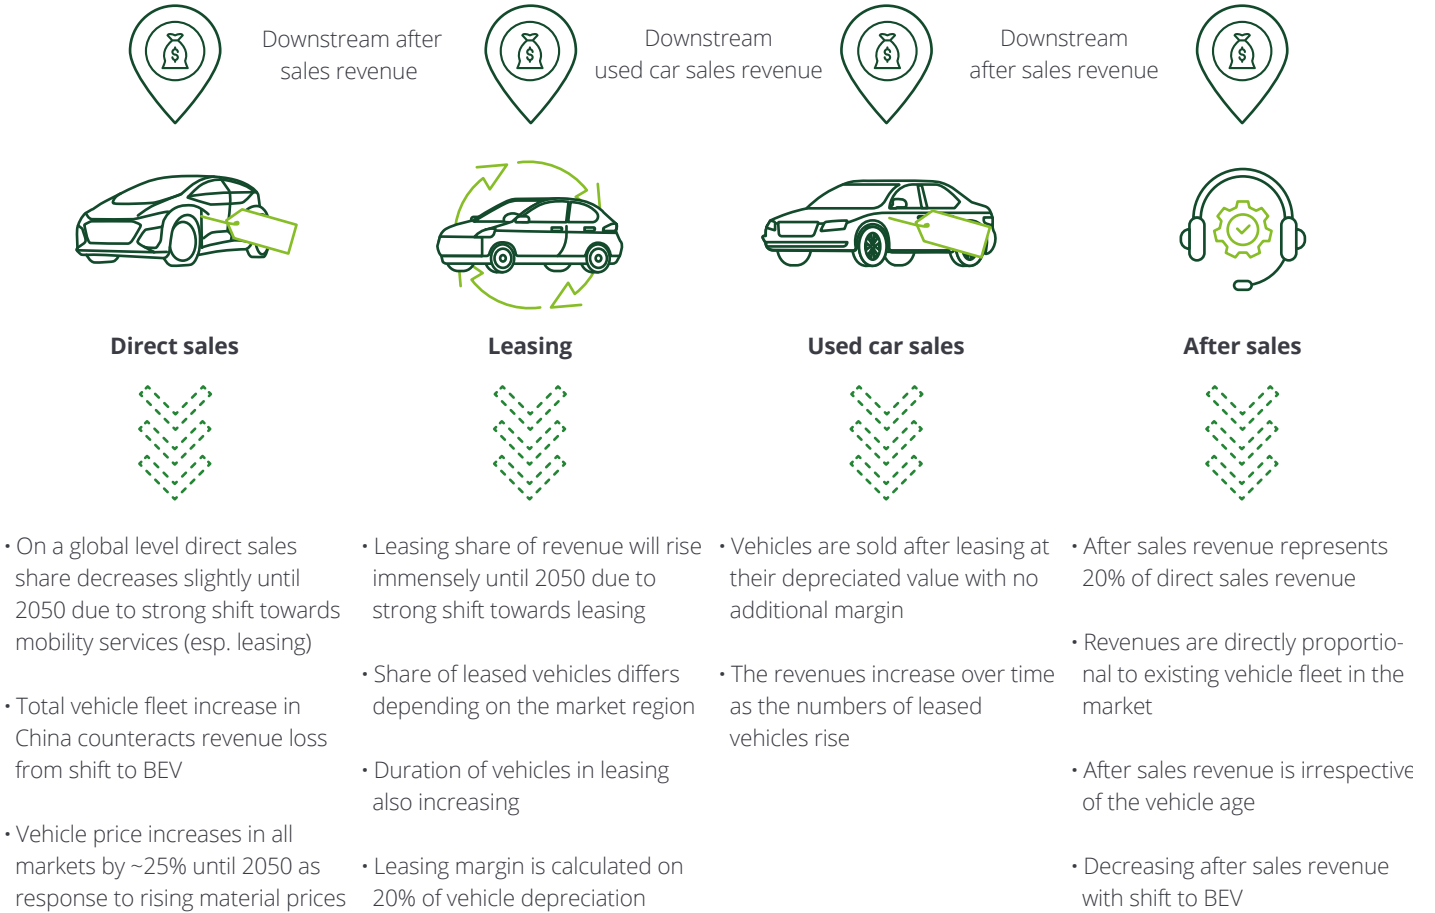 Downstream after
sales revenue
Downstream
used car sales revenue
Downstream
after sales revenue
$
$
$
$
Direct sales
Leasing
Used car sales
After sales
• On a global level direct sales
share decreases slightly until
2050 due to strong shift towards
mobility services (esp. leasing)
• Total vehicle fleet increase in
China counteracts revenue loss
from shift to BEV
• Vehicle price increases in all
markets by ~25% until 2050 as
response to rising material prices
• Leasing share of revenue will rise
immensely until 2050 due to
strong shift towards leasing
• Share of leased vehicles differs
depending on the market region
• Duration of vehicles in leasing
also increasing
• Leasing margin is calculated on
20% of vehicle depreciation
• Vehicles are sold after leasing at
their depreciated value with no
additional margin
• The revenues increase over time
as the numbers of leased
vehicles rise
• After sales revenue represents
20% of direct sales revenue
• Revenues are directly proportio-
nal to existing vehicle fleet in the
market
• After sales revenue is irrespective
of the vehicle age
• Decreasing after sales revenue
with shift to BEV